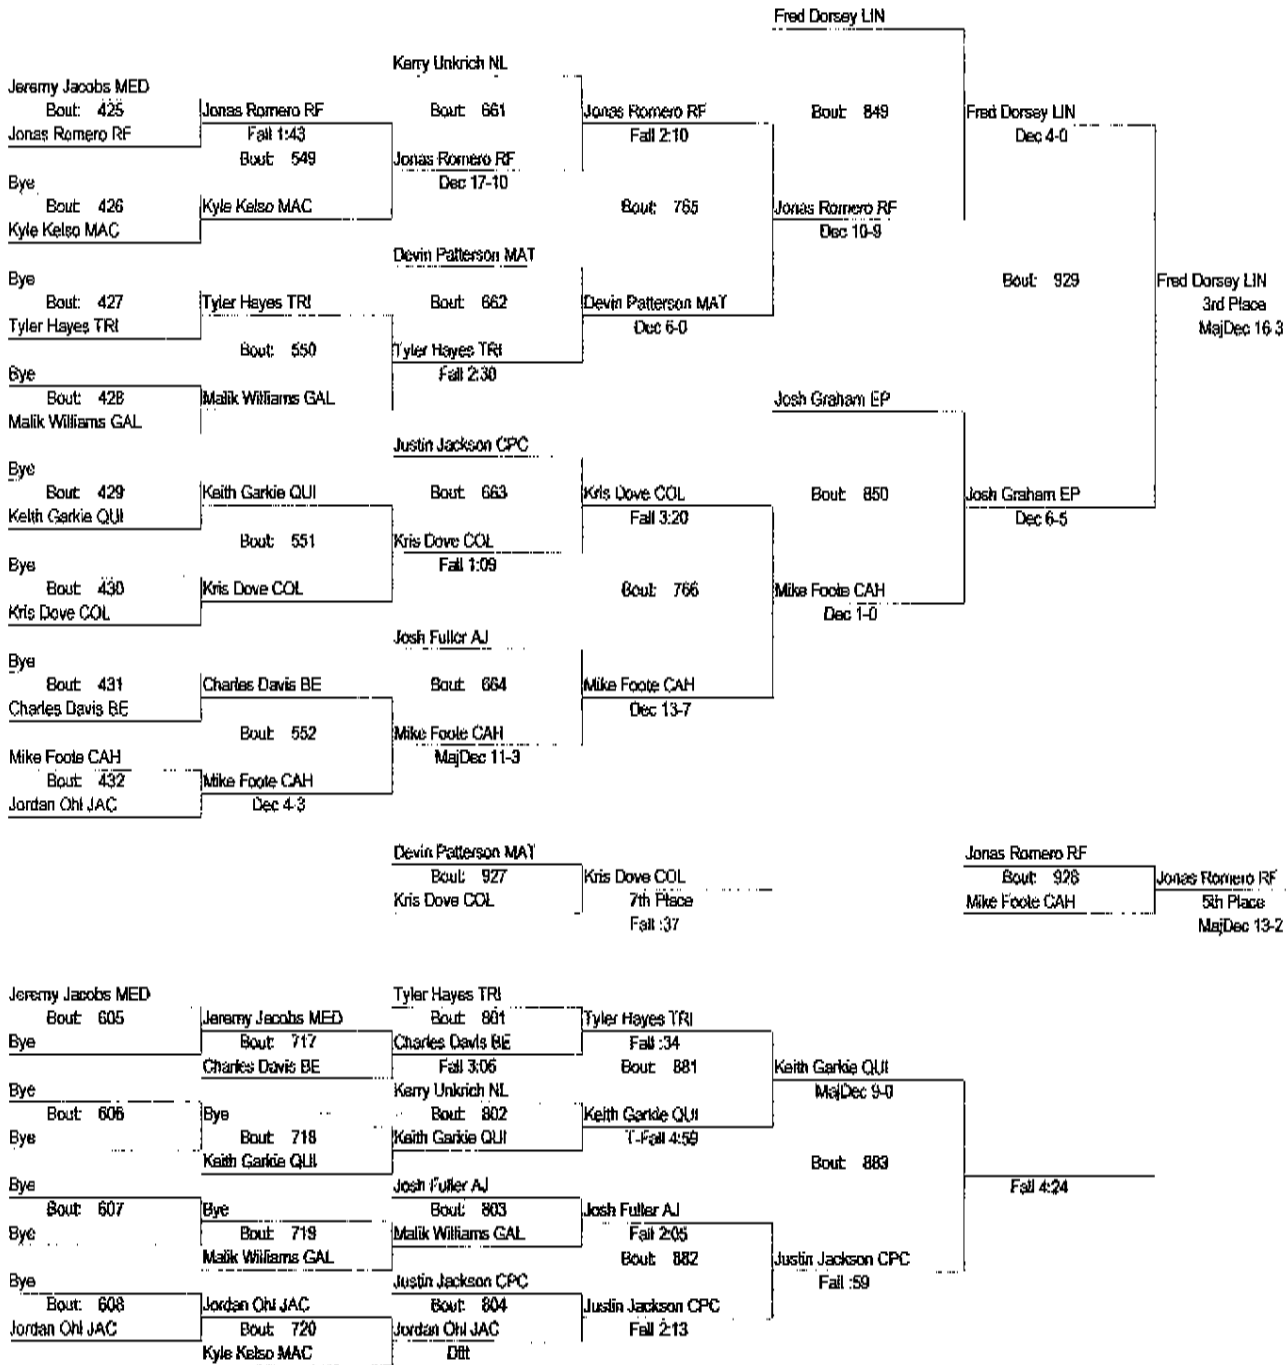 Fred Dorsey LIN
Kerry Unkrich NL
Jeremy Jacobs MED
Bout: 425
Jonas Romero RF
Bout: 661
Jonas Romero RF
Bout: 849
Fred Dorsey LIN
Jonas Romero RF
Fall 1:43
Fall 2:10
Dec 4-0
Bout: 549
Jonas Romero RF
Bye
Dec 17-10
Bout: 426
Kyle Kelso MAC
Bout: 765
Jonas Romero RF
Kyle Kelso MAC
Dec 10-9
Devin Patterson MAT
Bye
Bout: 929
Fred Dorsey LIN
Bout: 427
Tyler Hayes TRI
Bout: 662
Devin Patterson MAT
3rd Place
Tyler Hayes TRI
Dec 6-0
MajDec 16-3
Bout: 550
Tyler Hayes TRI
Bye
Fall 2:30
Bout: 428
Malik Williams GAL
Josh Graham EP
Malik Williams GAL
Justin Jackson CPC
Bye
Bout: 429
Keith Garkie QUI
Bout: 663
Kris Dove COL
Bout: 850
Josh Graham EP
Keith Garkie QUI
Fall 3:20
Dec 6-5
Bout: 551
Kris Dove COL
Bye
Fall 1:09
Bout: 430
Kris Dove COL
Bout: 766
Mike Foote CAH
Kris Dove COL
Dec 1-0
Josh Fuller AJ
Bye
Bout: 431
Charles Davis BE
Bout: 664
Mike Foote CAH
Charles Davis BE
Dec 13-7
Bout: 552
Mike Foote CAH
Mike Foote CAH
MajDec 11-3
Bout: 432
Mike Foote CAH
Jordan Ohl JAC
Dec 4-3
Devin Patterson MAT
Jonas Romero RF
Bout: 927
Kris Dove COL
Bout: 928
Jonas Romero RF
Kris Dove COL
7th Place
Mike Foote CAH
5th Place
Fall :37
MajDec 13-2
Jeremy Jacobs MED
Tyler Hayes TRI
Bout: 605
Jeremy Jacobs MED
Bout: 801
Tyler Hayes TRI
Bye
Bout: 717
Charles Davis BE
Fall :34
Charles Davis BE
Fall 3:06
Bout: 881
Keith Garkie QUI
Bye
Kerry Unkrich NL
MajDec 9-0
Bout: 606
Bye
Bout: 802
Keith Garkie QUI
Bye
Bout: 718
Keith Garkie QUI
T-Fall 4:59
Keith Garkie QUI
Bout: 883
Bye
Josh Fuller AJ
Fall 4:24
Bout: 607
Bye
Bout: 803
Josh Fuller AJ
Bye
Bout: 719
Malik Williams GAL
Fall 2:05
Malik Williams GAL
Bout: 882
Justin Jackson CPC
Bye
Justin Jackson CPC
Fall :59
Bout: 608
Jordan Ohl JAC
Bout: 804
Justin Jackson CPC
Jordan Ohl JAC
Bout: 720
Jordan Ohl JAC
Fall 2:13
Kyle Kelso MAC
Dflt